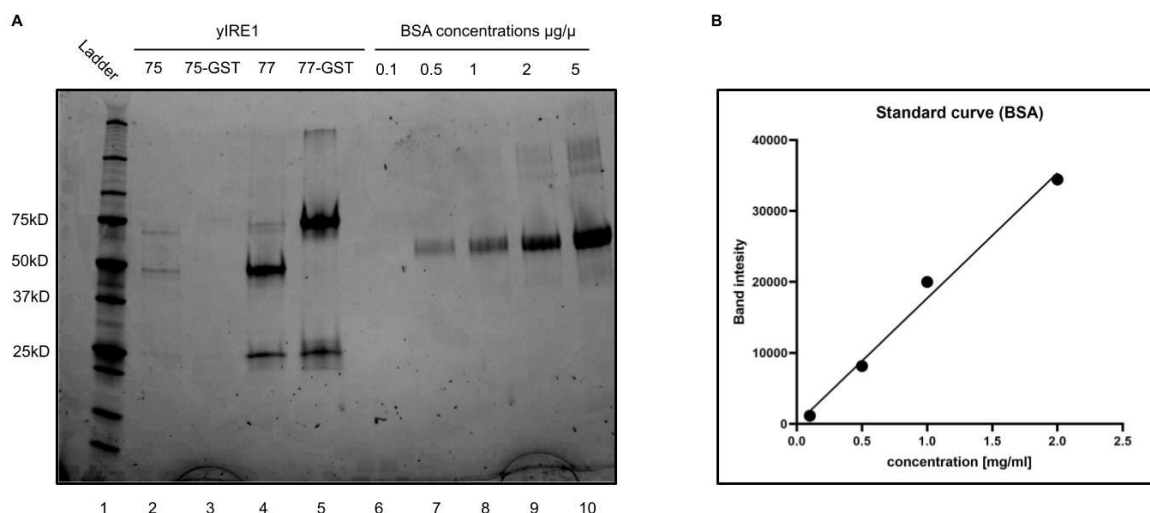 A
yIRE1
BSA concentrations µg/µ
Ladder
75 75-GST 77 77-GST 0.1 0.5 1 2 5
75kD
50kD
37kD
25kD
1 2 3 4 5 6 7 8 9 10
B
Standard curve (BSA)
40000
30000
20000
10000
0
Band intesity
0.0 0.5 1.0 1.5 2.0 2.5
concentration [mg/ml]